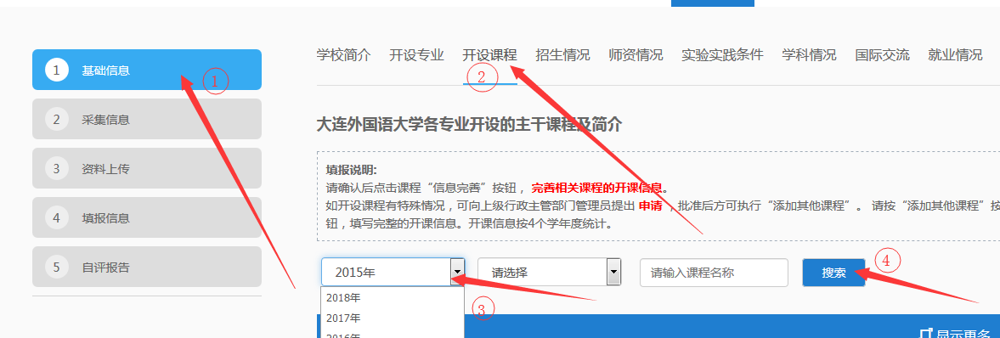 学校简介 开设专业 开设课程 招生情况 师资情况 实验实践条件 学科情况 国际交流 就业情况
1 基础信息 ①
②
2 采集信息
大连外国语大学各专业开设的主干课程及简介
3 资料上传
填报说明:
请确认后点击课程“信息完善”按钮，完善相关课程的开课信息。
如开设课程有特殊情况，可向上级行政主管部门管理员提出 申请 ，批准后方可执行“添加其他课程”。 请按“添加其他课程”按
4 填报信息
钮，填写完整的开课信息。开课信息按4个学年度统计。
5 自评报告
④
2015年 请选择 请输入课程名称 搜索
2018年
③
2017年
2016年
显示更多